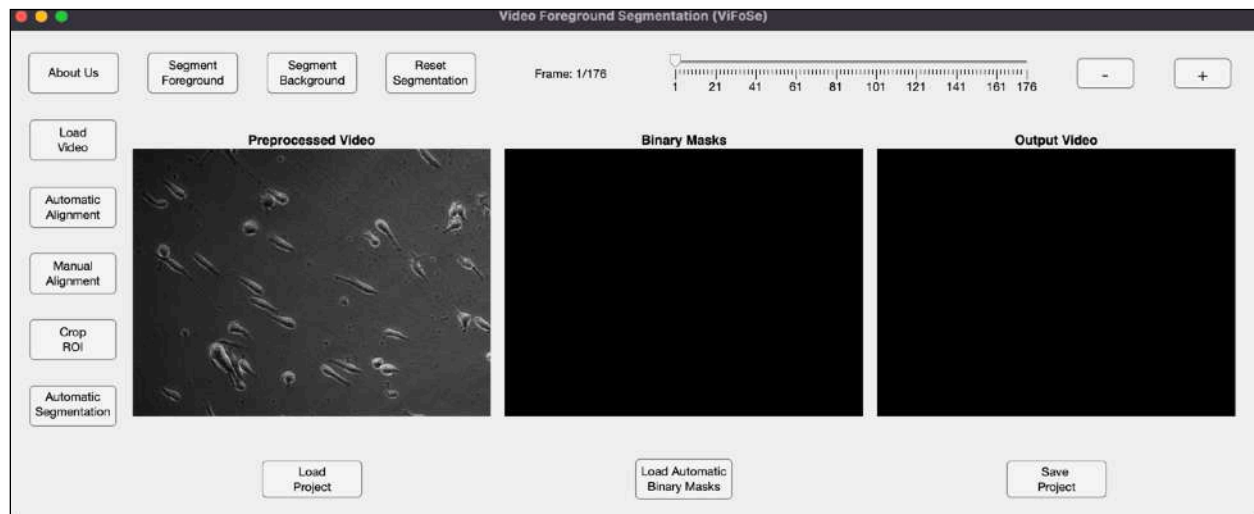 Video Foreground Segmentation (ViFoSe)
About Us
Segment
Foreground
Segment
Background
Reset
Segmentation
Frame: 1/176
1 21 41 61 81 101 121 141 161 176
-
+
Load
Video
Automatic
Alignment
Manual
Alignment
Crop
ROI
Automatic
Segmentation
Preprocessed Video
Binary Masks
Output Video
Load
Project
Load Automatic
Binary Masks
Save
Project